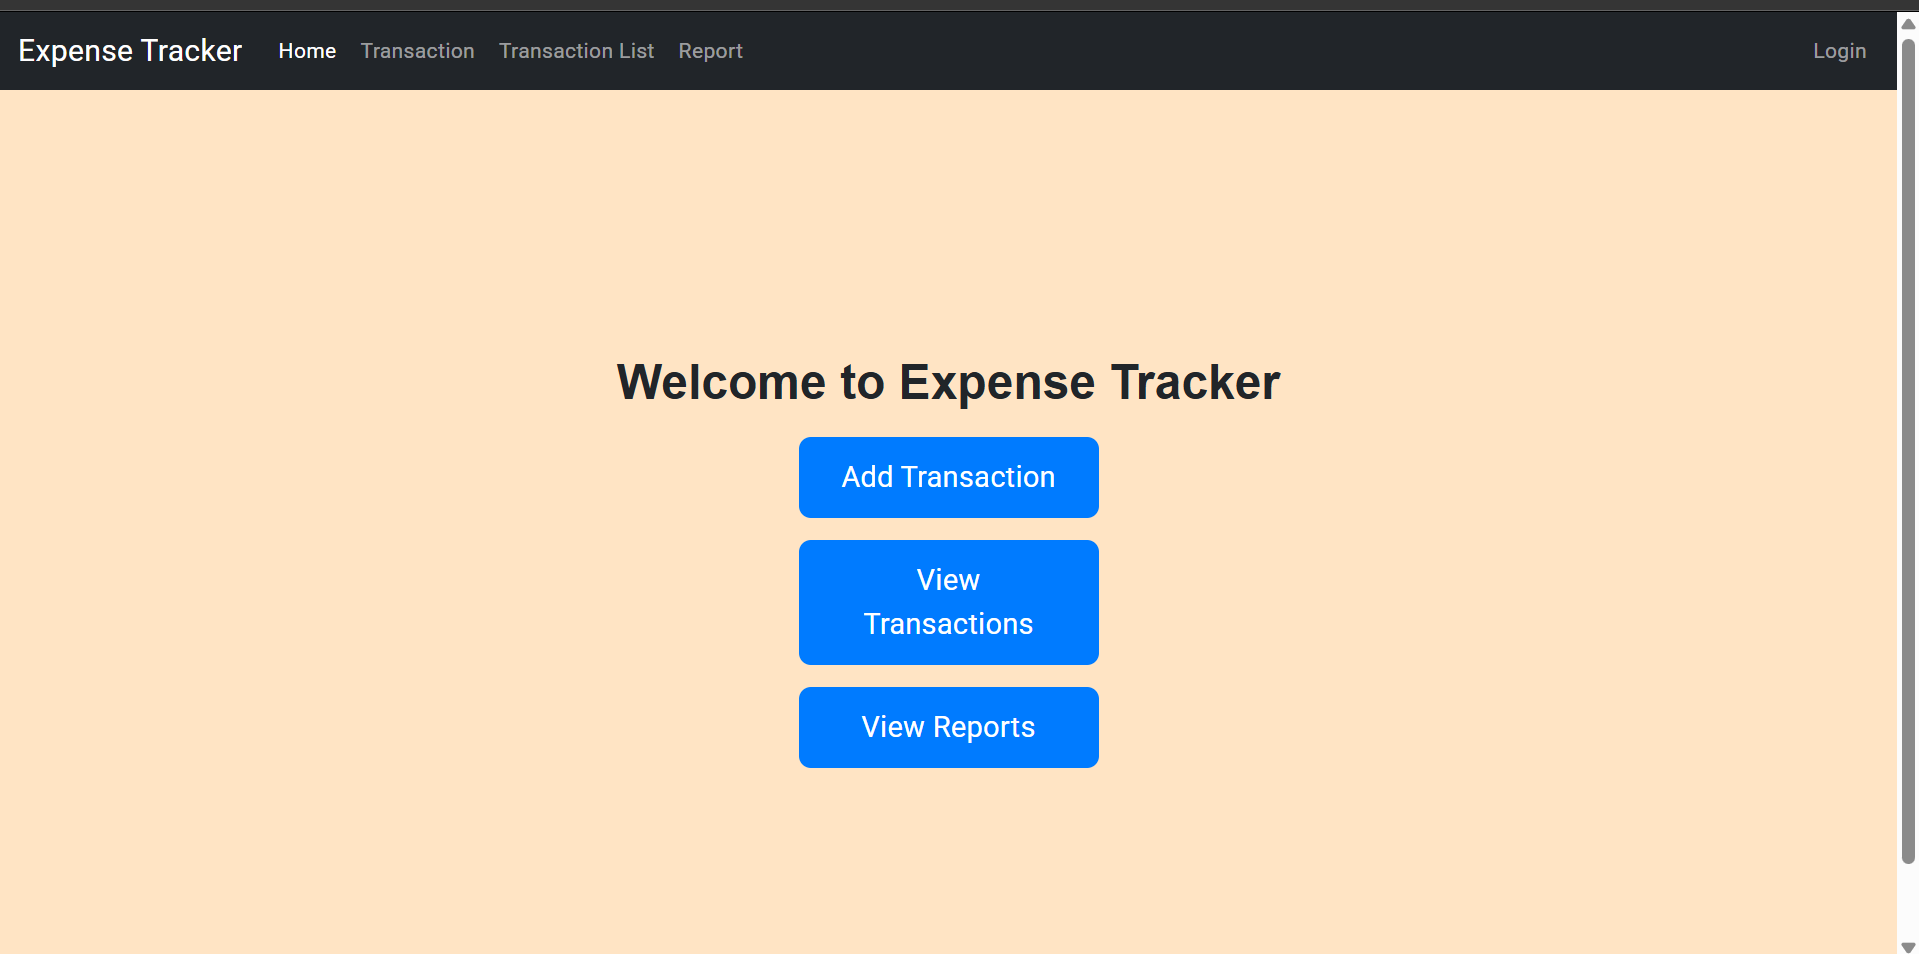 Expense Tracker Home Transaction Transaction List Report Login
Welcome to Expense Tracker
Add Transaction
View
Transactions
View Reports